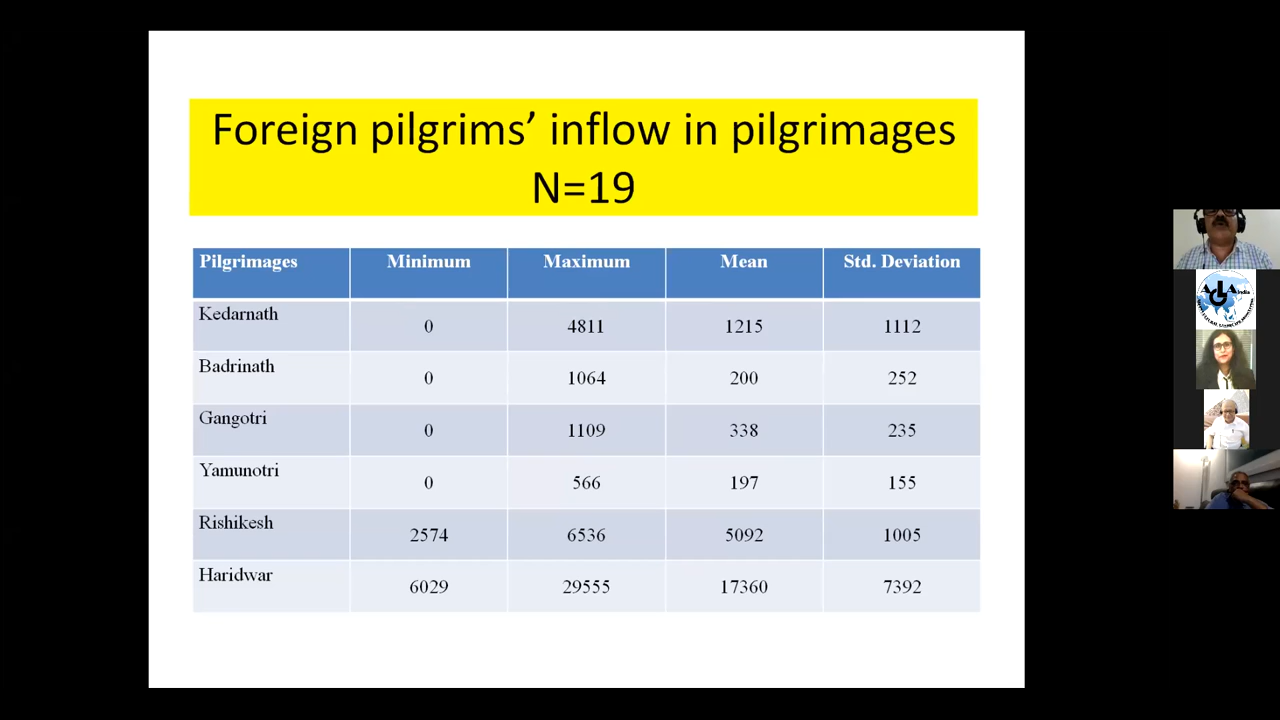 Foreign pilgrims’ inflow in pilgrimages
N=19
Pilgrimages Minimum Maximum Mean Std. Deviation
Kedarnath 0 4811 1215 1112
Badrinath 0 1064 200 252
Gangotri 0 1109 338 235
Yamunotri 0 566 197 155
Rishikesh 2574 6536 5092 1005
Haridwar 6029 29555 17360 7392
AGA
India